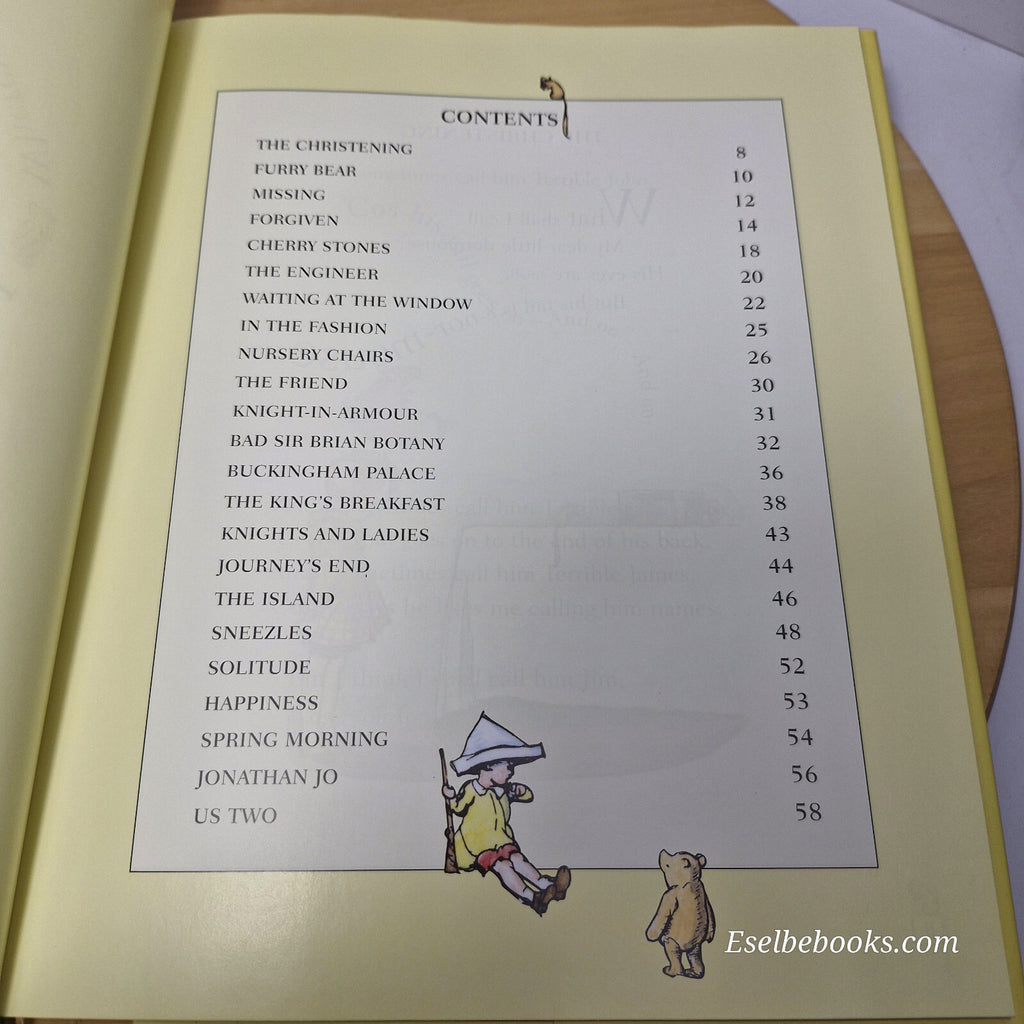 CONTENTS
THE CHRISTENING 8
FURRY BEAR 10
MISSING 12
FORGIVEN 14
CHERRY STONES 18
THE ENGINEER 20
WAITING AT THE WINDOW 22
IN THE FASHION 25
NURSERY CHAIRS 26
THE FRIEND 30
KNIGHT-IN-ARMOUR 31
BAD SIR BRIAN BOTANY 32
BUCKINGHAM PALACE 36
THE KING'S BREAKFAST 38
KNIGHTS AND LADIES 43
JOURNEY'S END 44
THE ISLAND 46
SNEEZLES 48
SOLITUDE 52
HAPPINESS 53
SPRING MORNING 54
JONATHAN JO 56
US TWO 58
Eselbebooks.com